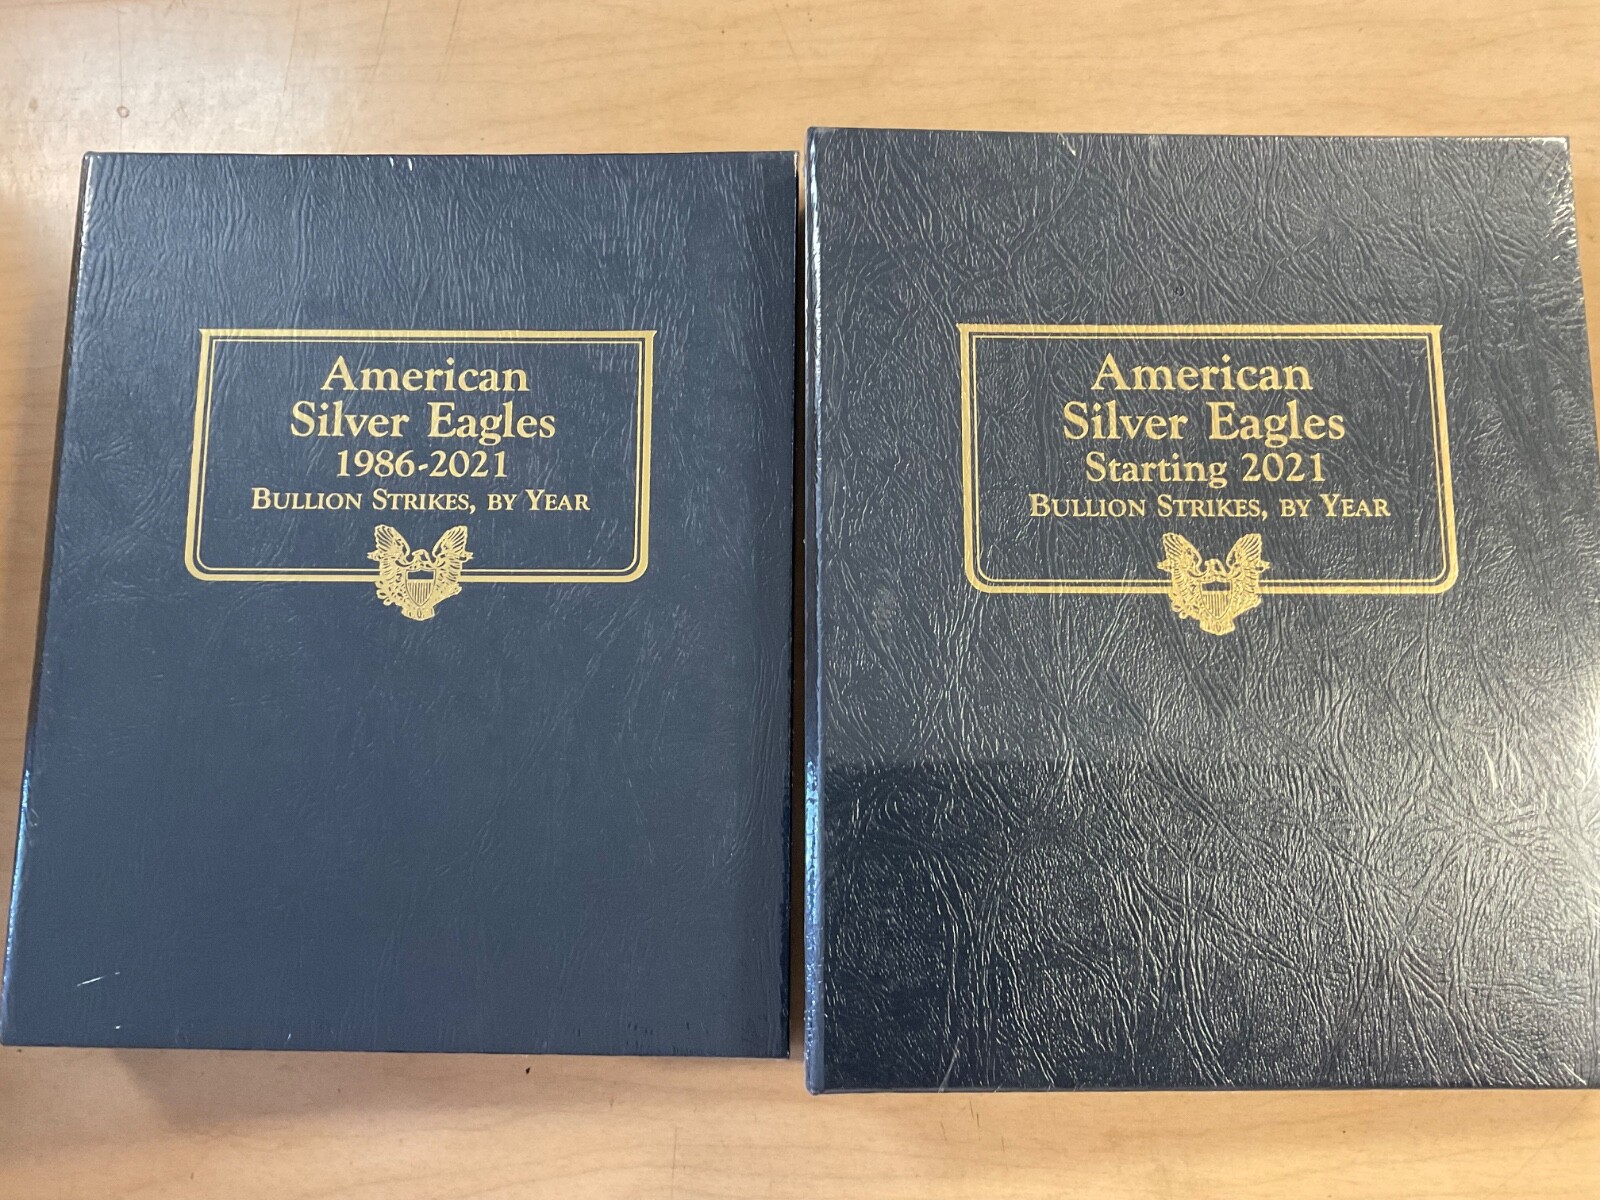 American
Silver Eagles
1986-2021
BULLION STRIKES, BY YEAR
American
Silver Eagles
Starting 2021
BULLION STRIKES, BY YEAR